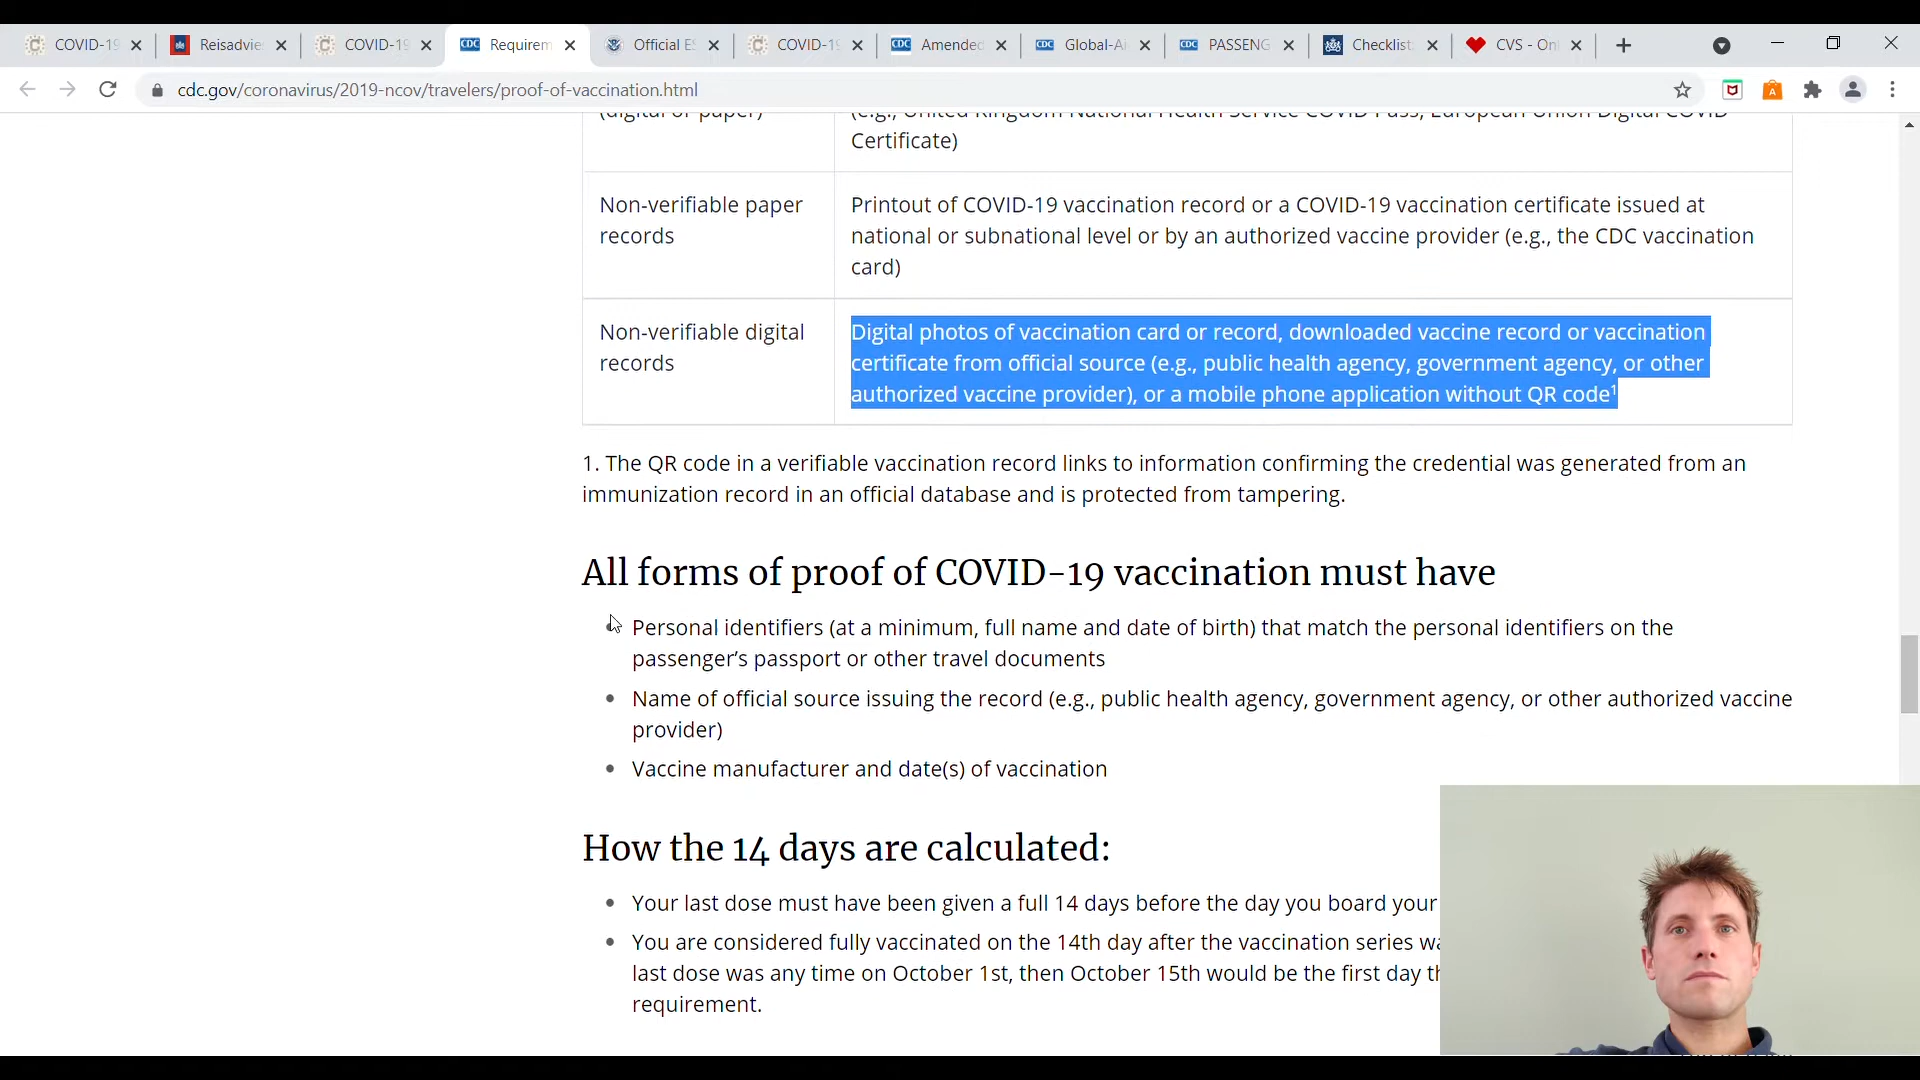 COVID-19
Reisadvie
COVID-19
CDC Requirem
Official ES
COVID-19
CDC Amended
CDC Global-Ai
CDC PASSENG
Checklist
CVS - Onl
cdc.gov/coronavirus/2019-ncov/travelers/proof-of-vaccination.html
(digital or paper)
(e.g., United Kingdom National Health Service COVID Pass, European Union Digital COVID
Certificate)
Non-verifiable paper
records
Printout of COVID-19 vaccination record or a COVID-19 vaccination certificate issued at
national or subnational level or by an authorized vaccine provider (e.g., the CDC vaccination
card)
Non-verifiable digital
records
Digital photos of vaccination card or record, downloaded vaccine record or vaccination
certificate from official source (e.g., public health agency, government agency, or other
authorized vaccine provider), or a mobile phone application without QR code¹
1. The QR code in a verifiable vaccination record links to information confirming the credential was generated from an
immunization record in an official database and is protected from tampering.
All forms of proof of COVID-19 vaccination must have
Personal identifiers (at a minimum, full name and date of birth) that match the personal identifiers on the
passenger’s passport or other travel documents
Name of official source issuing the record (e.g., public health agency, government agency, or other authorized vaccine
provider)
Vaccine manufacturer and date(s) of vaccination
How the 14 days are calculated:
Your last dose must have been given a full 14 days before the day you board your
You are considered fully vaccinated on the 14th day after the vaccination series
last dose was any time on October 1st, then October 15th would be the first day
requirement.